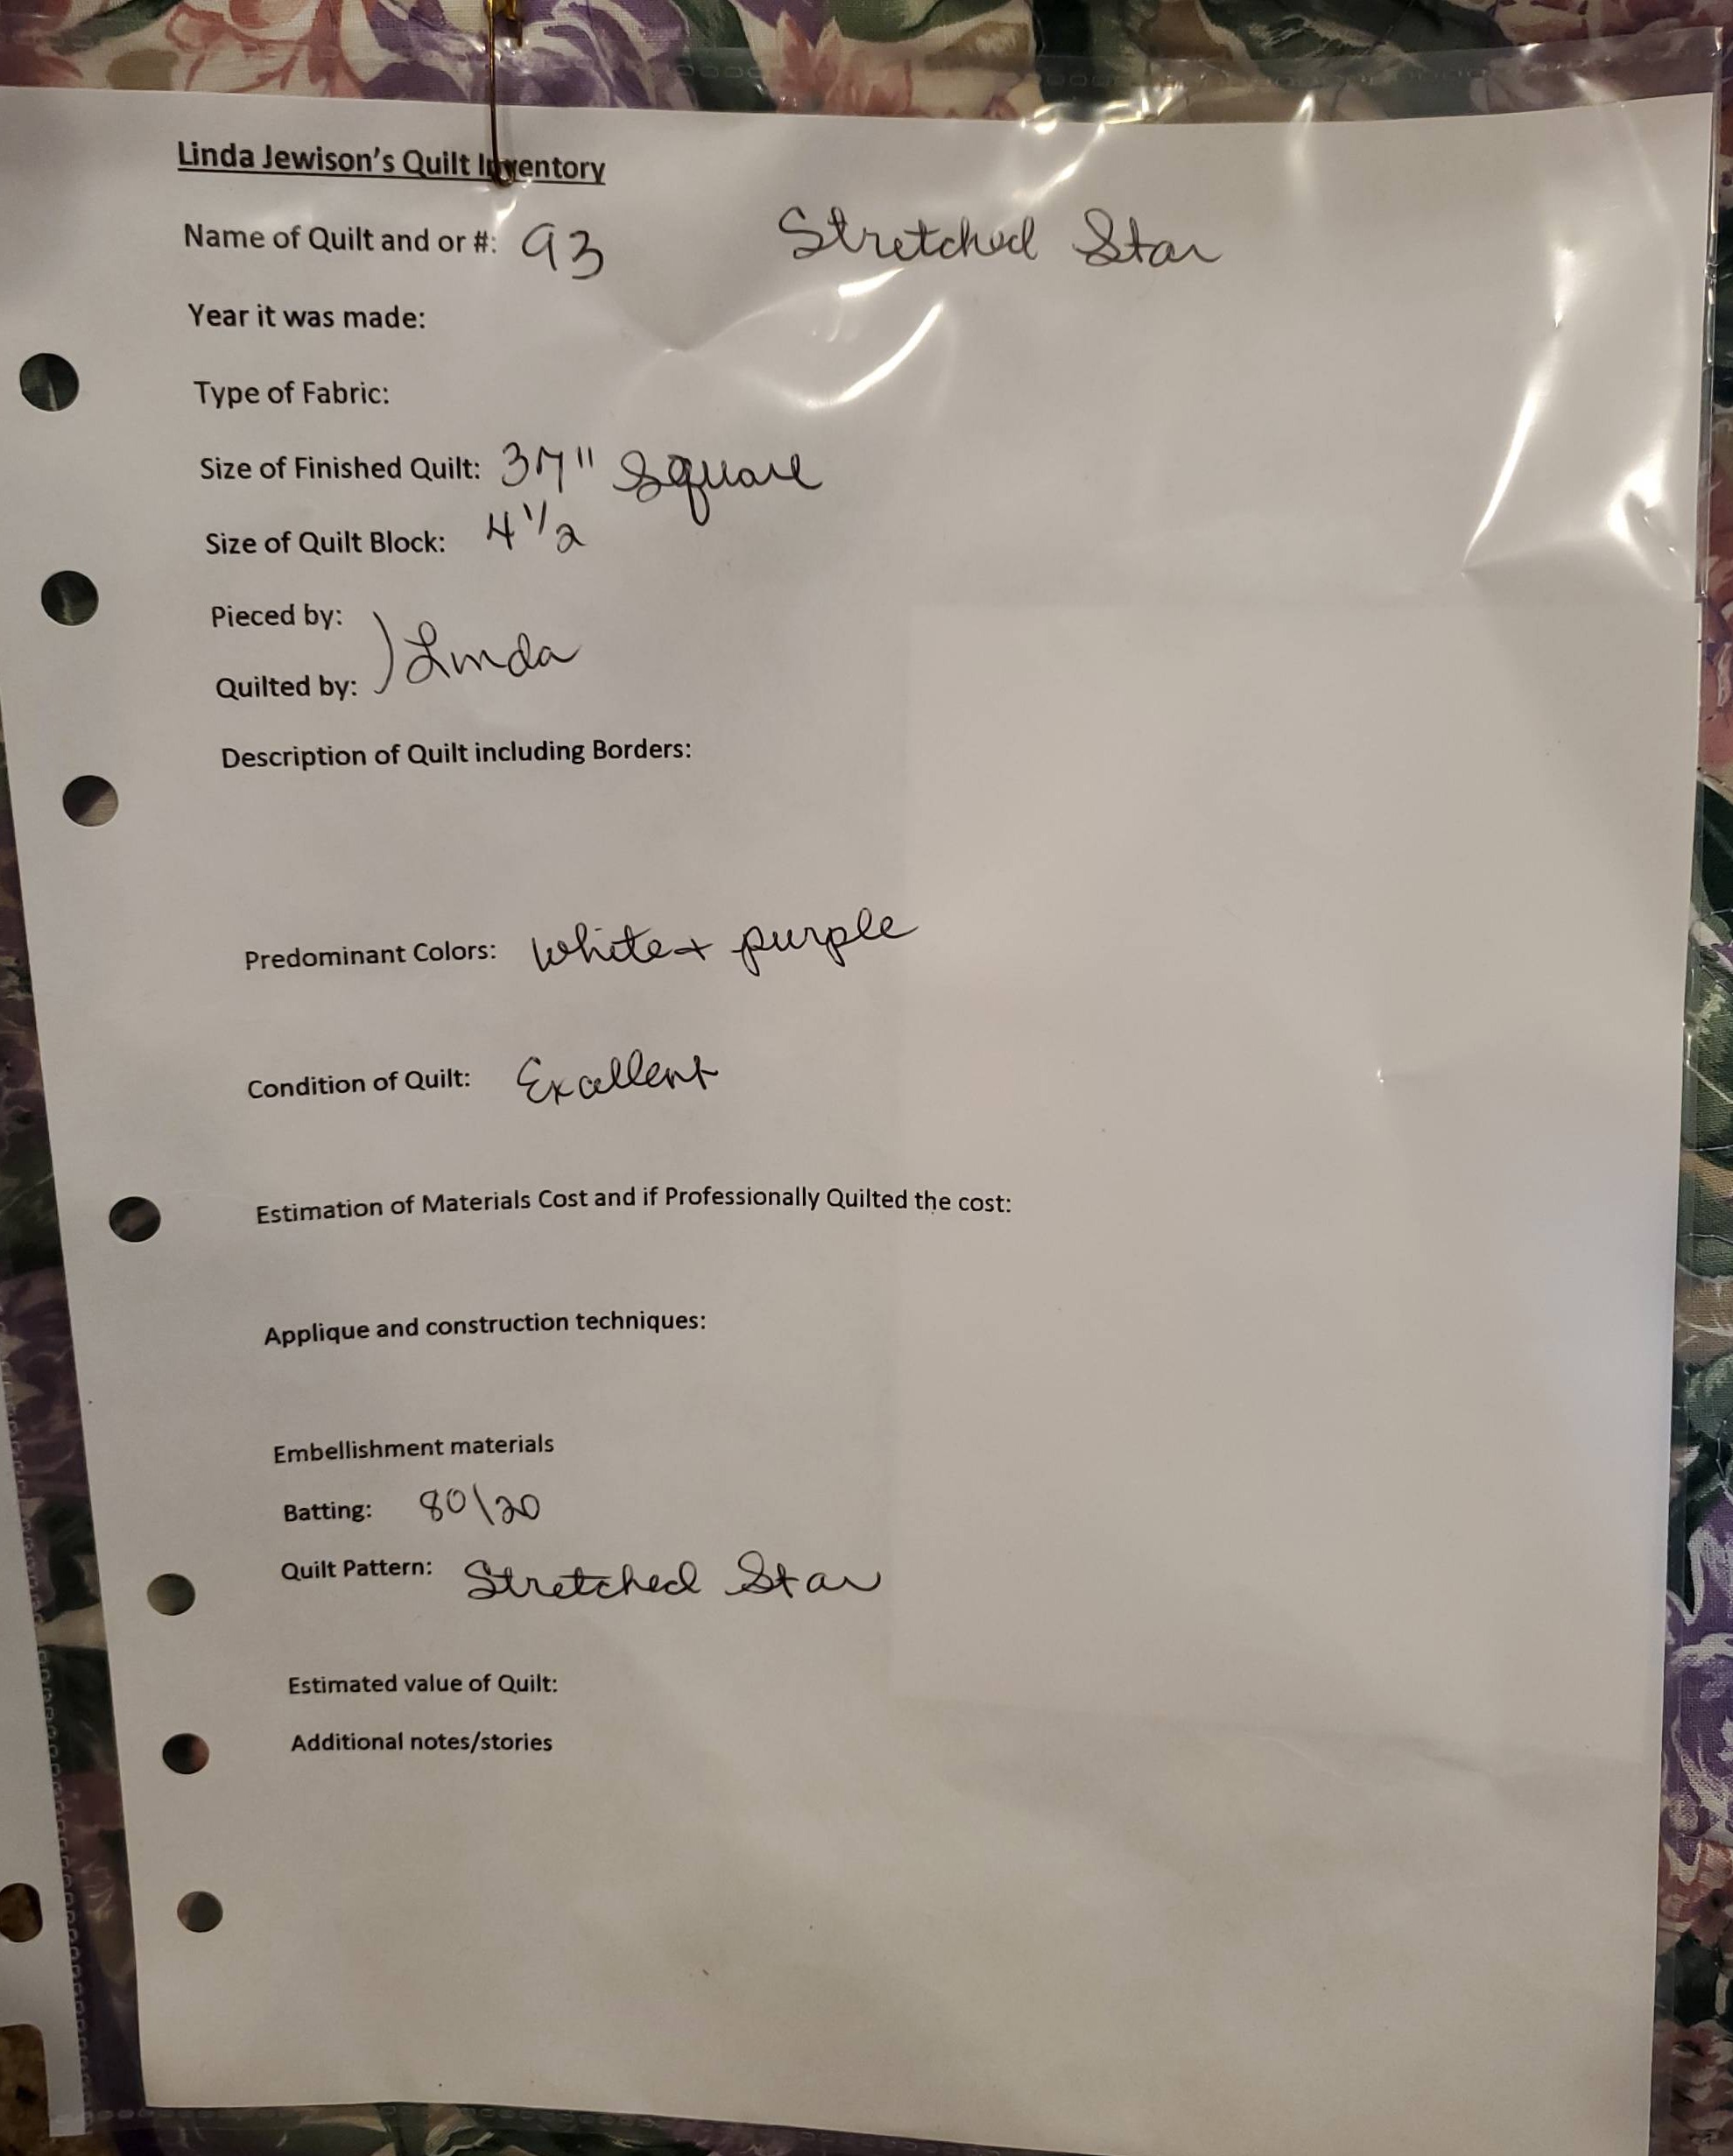 Linda Jewison's Quilt Inventory
Name of Quilt and or #: 93 Stretched Star
Year it was made:
Type of Fabric:
Size of Finished Quilt: 37" Square
Size of Quilt Block: 4 1/2
Pieced by:
) Linda
Quilted by:
Description of Quilt including Borders:
Predominant Colors: White + purple
Condition of Quilt: Excellent
Estimation of Materials Cost and if Professionally Quilted the cost:
Applique and construction techniques:
Embellishment materials
Batting: 80\20
Quilt Pattern: Stretched Star
Estimated value of Quilt:
Additional notes/stories